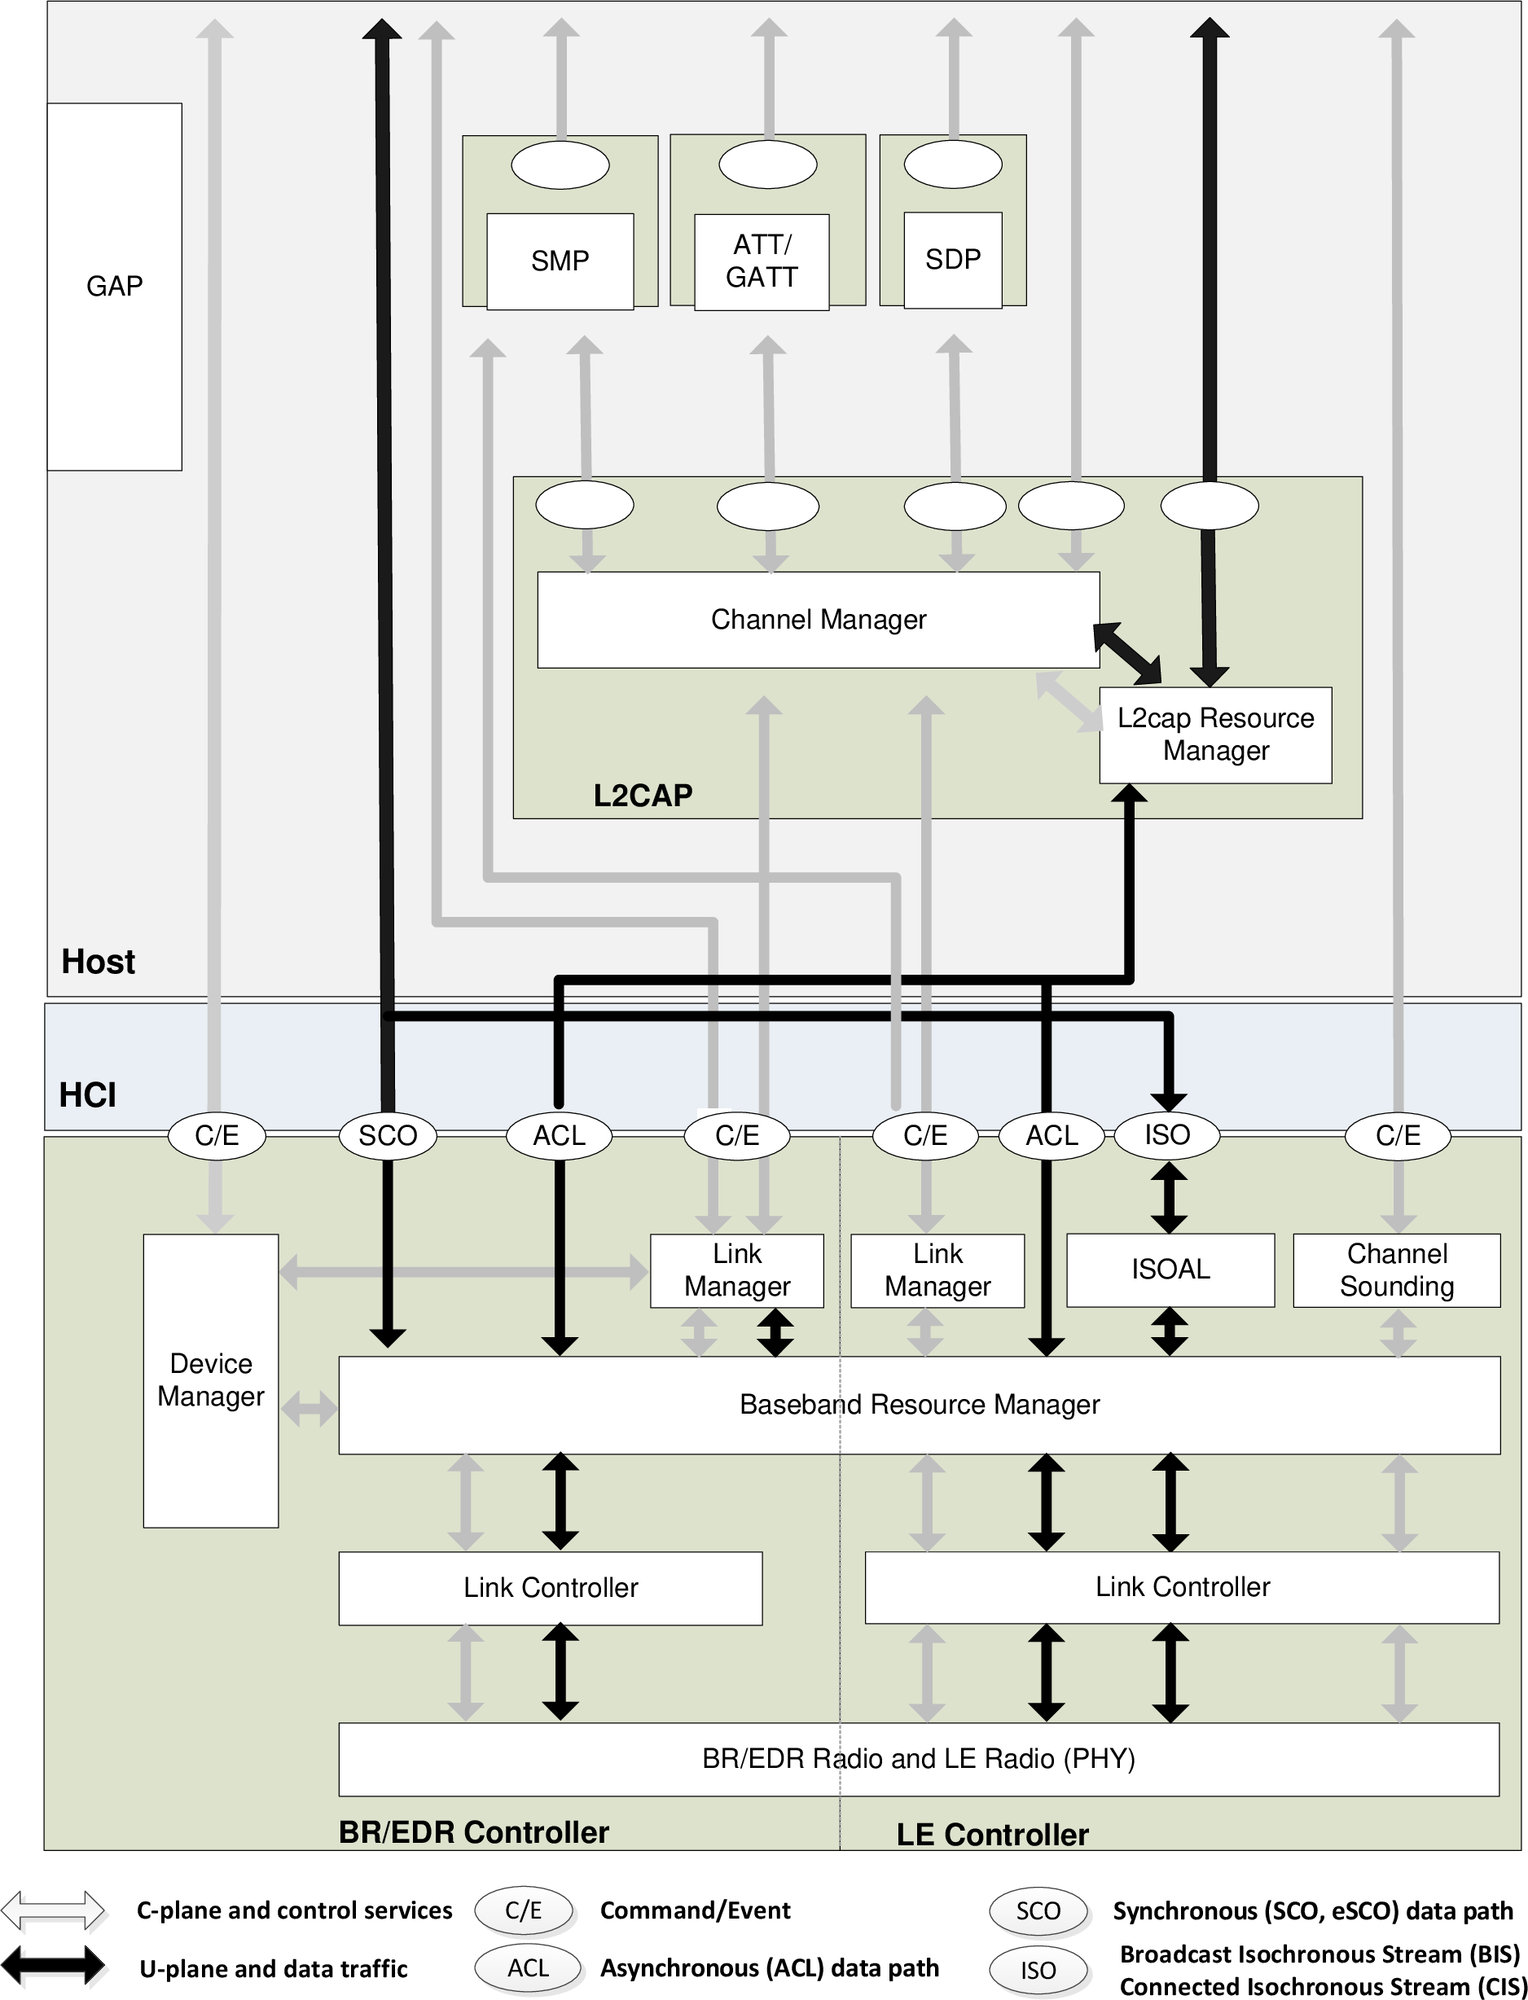 GAP
SMP
ATT/
GATT
SDP
Channel Manager
L2cap Resource
Manager
L2CAP
Host
HCI
C/E
SCO
ACL
C/E
C/E
ACL
ISO
C/E
Link
Manager
Link
Manager
ISOAL
Channel
Sounding
Device
Manager
Baseband Resource Manager
Link Controller
Link Controller
BR/EDR Radio and LE Radio (PHY)
BR/EDR Controller
LE Controller
C-plane and control services
C/E
Command/Event
SCO
Synchronous (SCO, eSCO) data path
U-plane and data traffic
ACL
Asynchronous (ACL) data path
ISO
Broadcast Isochronous Stream (BIS)
Connected Isochronous Stream (CIS)